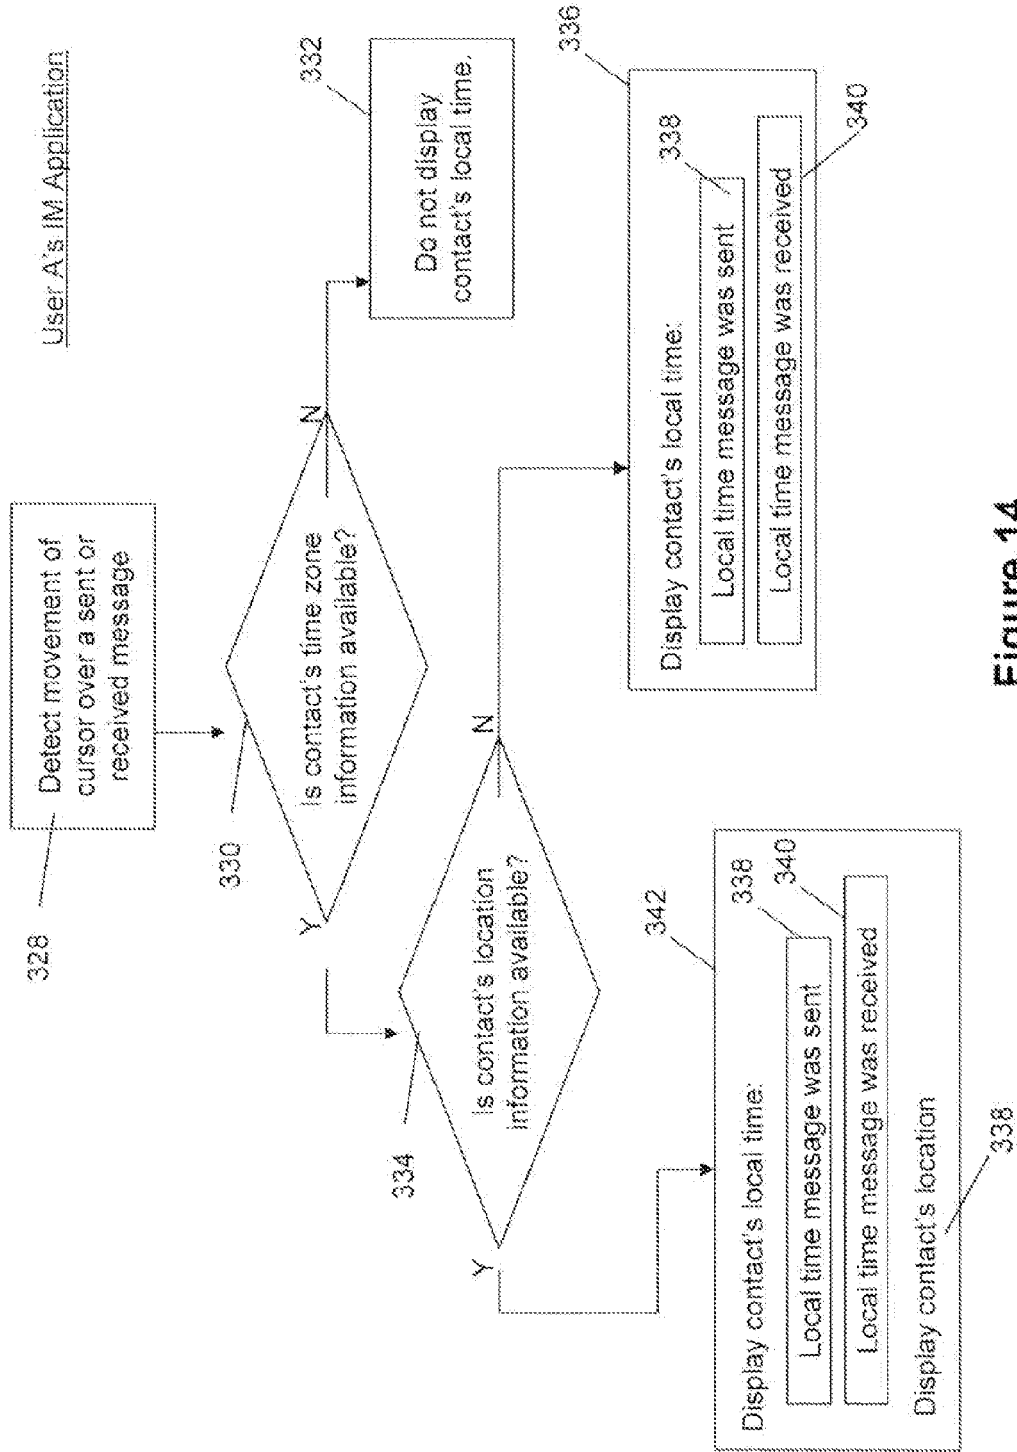 User A's IM Application
328
Detect movement of
cursor over a sent or
received message
330
Is contact's time zone
information available?
Y
N
332
Do not display
contact's local time.
334
Is contact's location
information available?
Y
N
336
Display contact's local time:
338
Local time message was sent
Local time message was received
340
342
Display contact's local time:
338
Local time message was sent
340
Local time message was received
Display contact's location
338
Figure 14